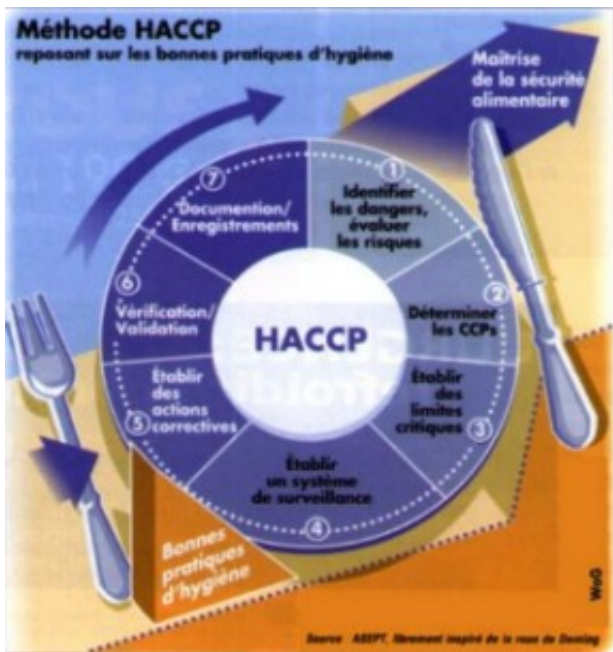 Méthode HACCP
reposant sur les bonnes pratiques d'hygiène
Maîtrise
de la sécurité
alimentaire
1
Identifier
les dangers,
évaluer
les risques
2
Déterminer
les CCPs
Établir
des
limites
critiques
3
Établir
un système
de surveillance
4
Établir
des
actions
correctives
5
6
Vérification/
Validation
7
Documention/
Enregistrements
HACCP
Bonnes
pratiques
d'hygiène
WoG
Source ASEPT, librement inspiré de la roue de Deming